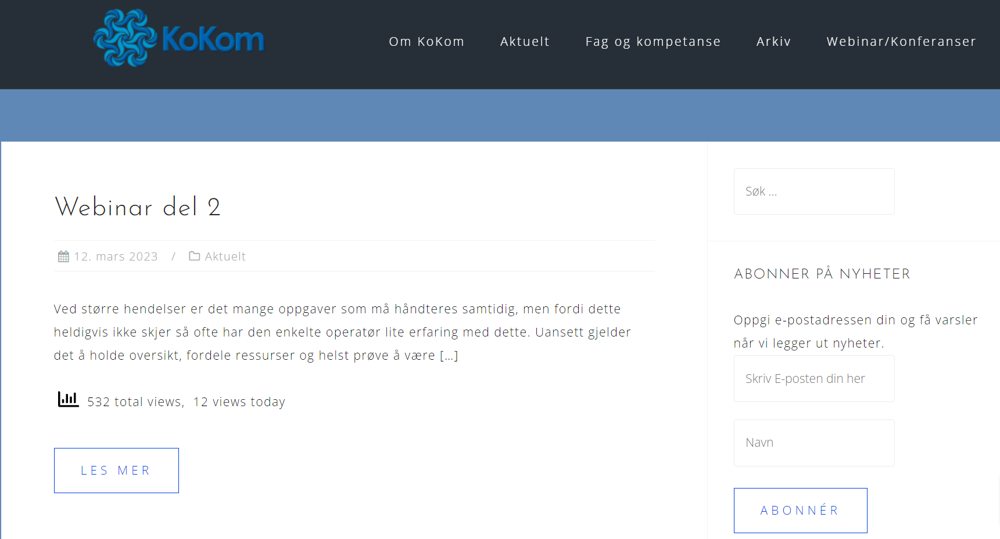 KoKom
Om KoKom Aktuelt Fag og kompetanse Arkiv Webinar/Konferanser
Webinar del 2
12. mars 2023 / Aktuelt
Ved større hendelser er det mange oppgaver som må håndteres samtidig, men fordi dette
heldigvis ikke skjer så ofte har den enkelte operatør lite erfaring med dette. Uansett gjelder
det å holde oversikt, fordele ressurser og helst prøve å være […]
532 total views, 12 views today
LES MER
Søk …
ABONNER PÅ NYHETER
Oppgi e-postadressen din og få varsler
når vi legger ut nyheter.
Skriv E-posten din her
Navn
ABONNÉR